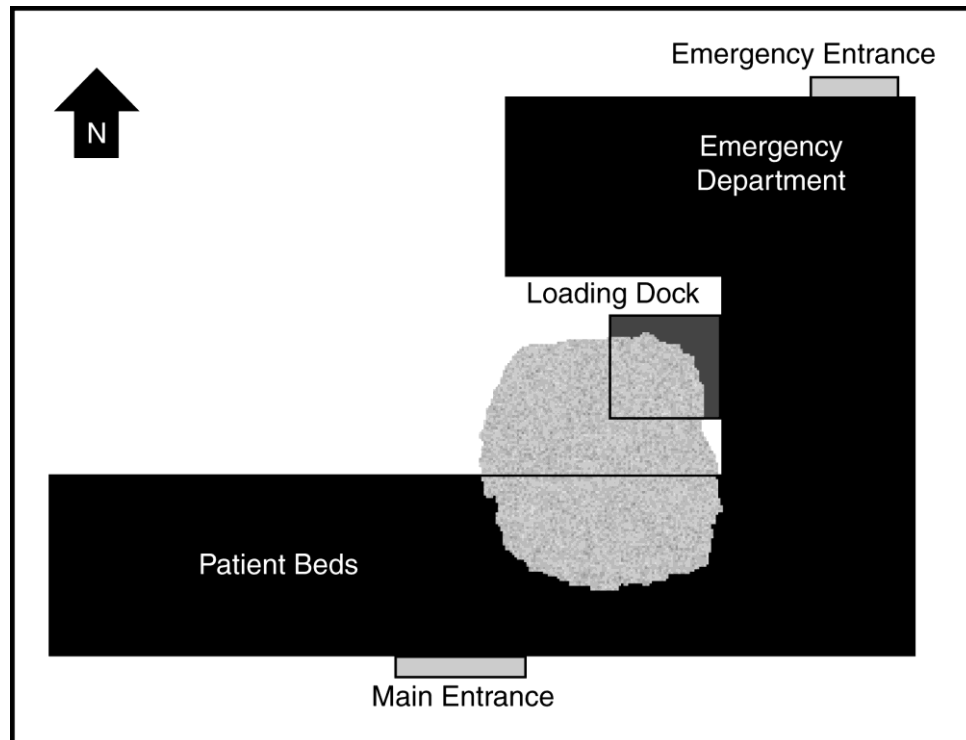 Emergency Entrance
N
Emergency
Department
Loading Dock
Patient Beds
Main Entrance